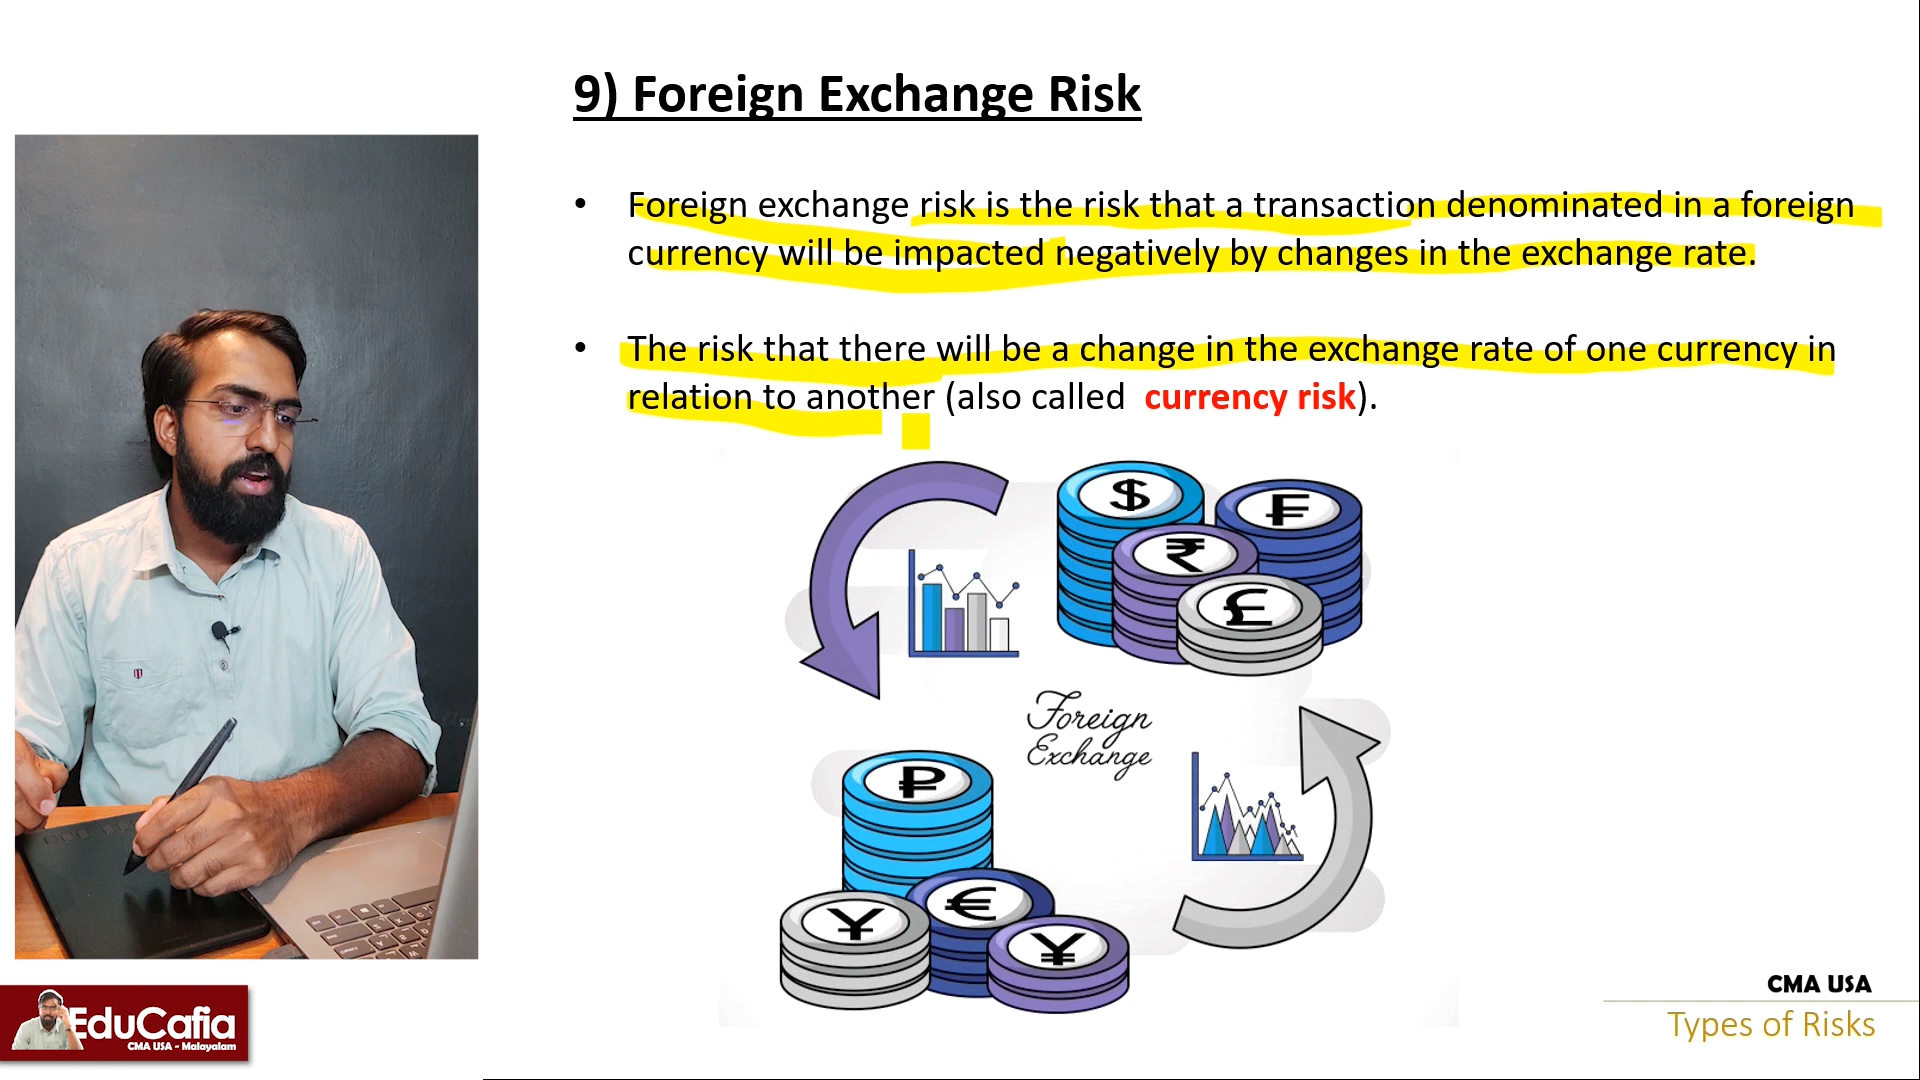 9) Foreign Exchange Risk
• Foreign exchange risk is the risk that a transaction denominated in a foreign
currency will be impacted negatively by changes in the exchange rate.
• The risk that there will be a change in the exchange rate of one currency in
relation to another (also called currency risk).
$
₣
₹
£
Foreign
Exchange
₽
€
¥
¥
EduCafia
CMA USA - Malayalam
CMA USA
Types of Risks